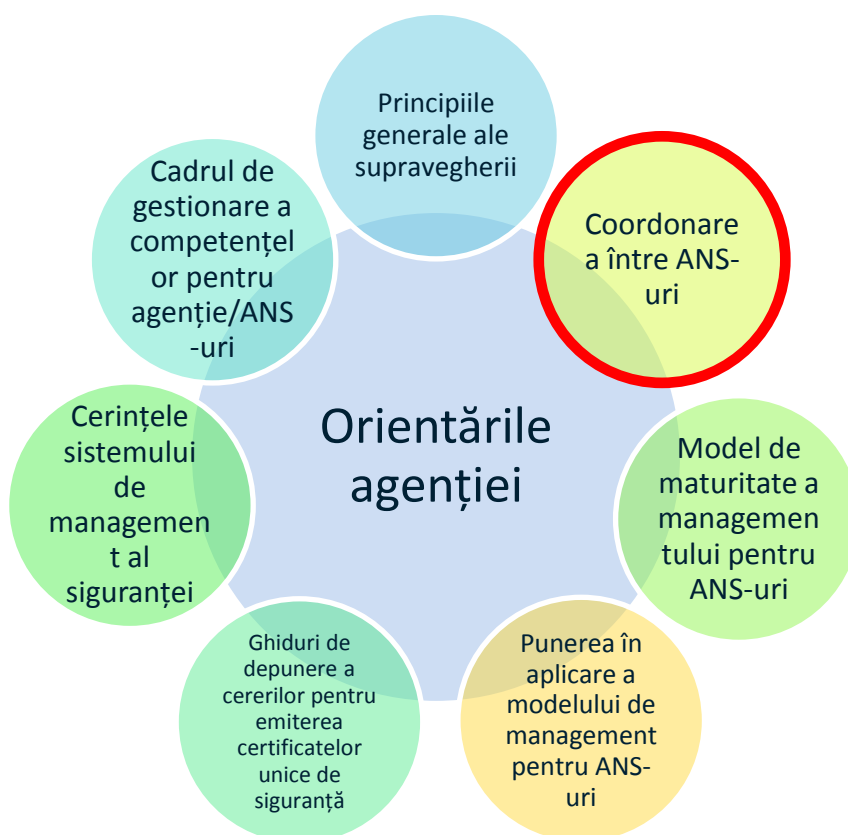 Principiile
generale ale
supravegherii
Coordonare
a între ANS-
uri
Model de
maturitate a
managemen
tului pentru
ANS-uri
Punerea în
aplicare a
modelului de
management
pentru ANS-
uri
Ghiduri de
depunere a
cererilor pentru
emiterea
certificatelor
unice de
siguranță
Cerințele
sistemului
de
managemen
t al
siguranței
Cadrul de
gestionare a
competențel
or pentru
agenție/ANS
-uri
Orientările
agenției